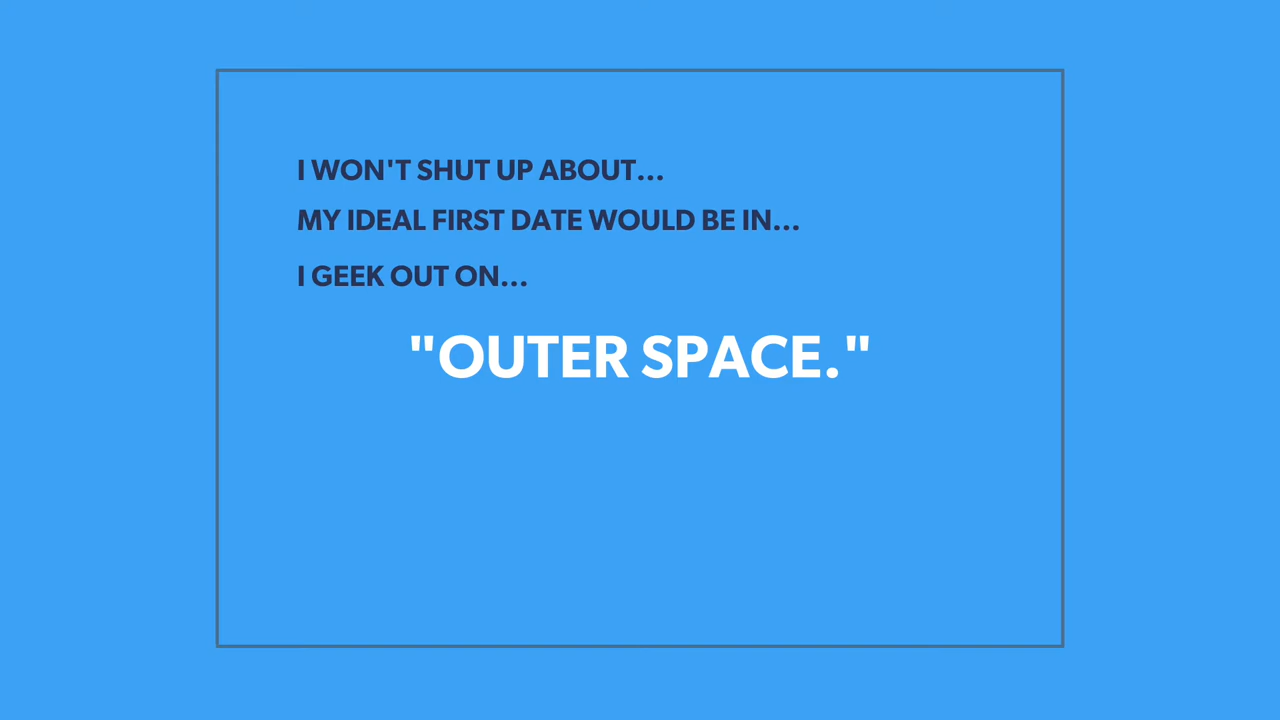 I WON'T SHUT UP ABOUT...
MY IDEAL FIRST DATE WOULD BE IN...
I GEEK OUT ON...
"OUTER SPACE."